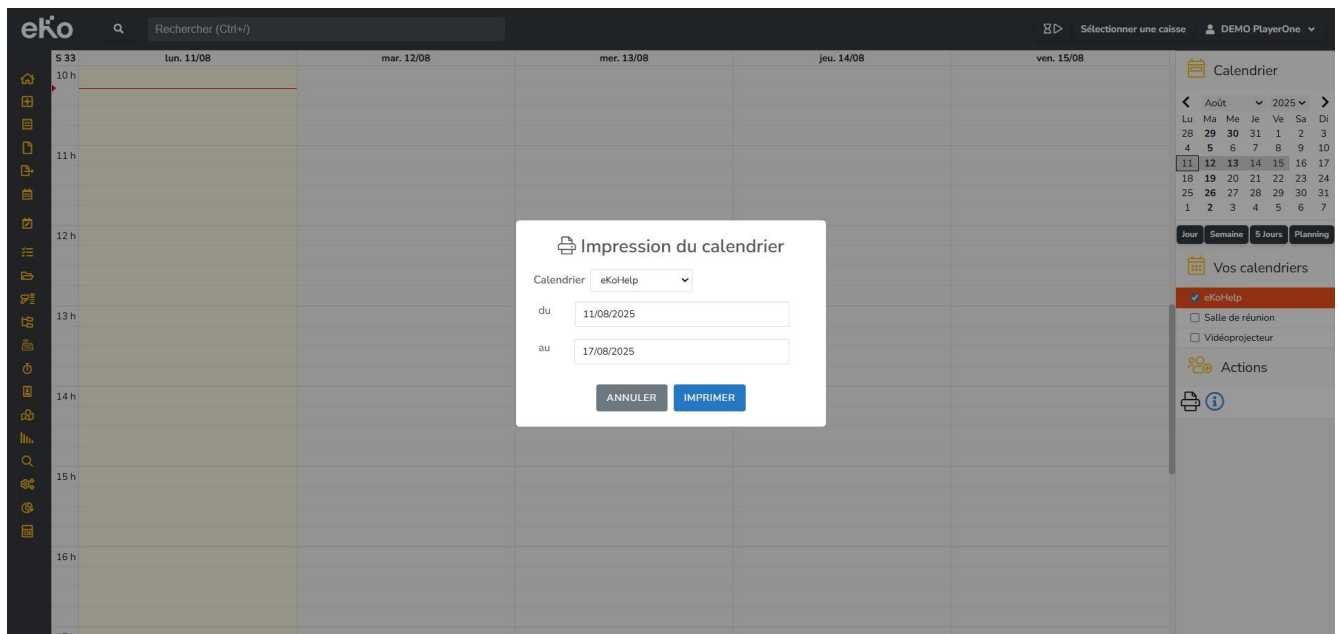 eKo
Rechercher (Ctrl+/)
Sélectionner une caisse
DEMO PlayerOne
S 33 lun. 11/08 mar. 12/08 mer. 13/08 jeu. 14/08 ven. 15/08
10 h
11 h
12 h
13 h
14 h
15 h
16 h
Impression du calendrier
Calendrier eKoHelp
du 11/08/2025
au 17/08/2025
ANNULER IMPRIMER
Calendrier
Août 2025
Lu Ma Me Je Ve Sa Di
28 29 30 31 1 2 3
4 5 6 7 8 9 10
11 12 13 14 15 16 17
18 19 20 21 22 23 24
25 26 27 28 29 30 31
1 2 3 4 5 6 7
Jour Semaine 5 Jours Planning
Vos calendriers
eKoHelp
Salle de réunion
Vidéoprojecteur
Actions